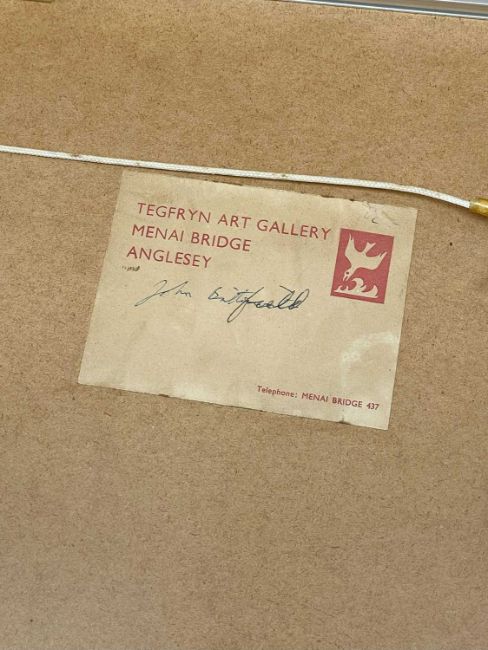 TEGFRYN ART GALLERY
MENAI BRIDGE
ANGLESEY
John
Telephone: MENAI BRIDGE 437